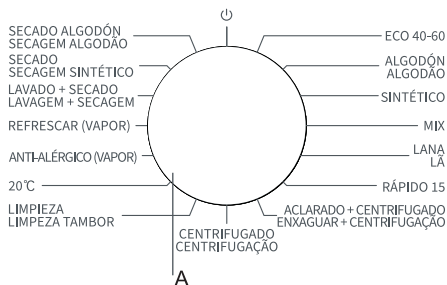 SECADO ALGODÓN
SECAGEM ALGODÃO
SECADO
SECAGEM SINTÉTICO
LAVADO + SECADO
LAVAGEM + SECAGEM
REFRESCAR (VAPOR)
ANTI-ALÉRGICO (VAPOR)
20℃
LIMPIEZA
LIMPEZA TAMBOR
ECO 40-60
ALGODÓN
ALGODÃO
SINTÉTICO
MIX
LANA
LÃ
RÁPIDO 15
ACLARADO + CENTRIFUGADO
ENXAGUAR + CENTRIFUGAÇÃO
CENTRIFUGADO
CENTRIFUGAÇÃO
A